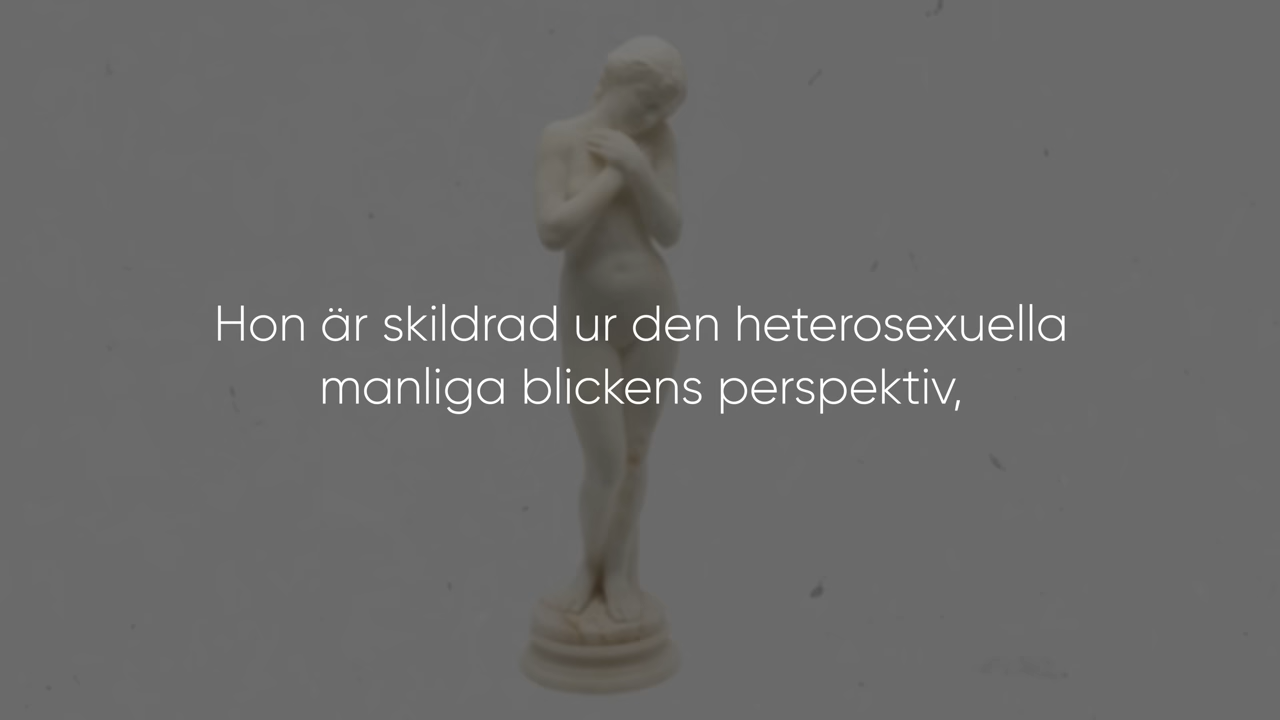 Hon är skildrad ur den heterosexuella
manliga blickens perspektiv,